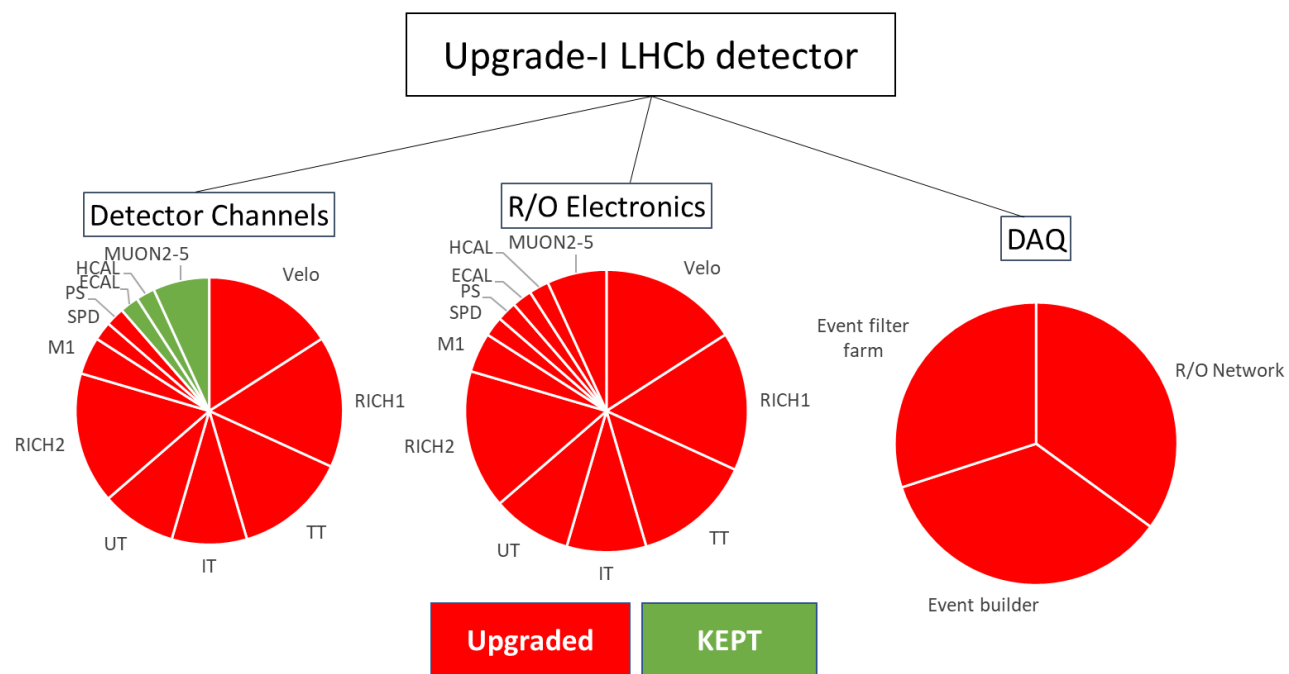 Upgrade-I LHCb detector
Detector Channels
MUON2-5
HCAL
ECAL
PS
SPD
M1
RICH2
UT
IT
TT
RICH1
Velo
R/O Electronics
MUON2-5
HCAL
ECAL
PS
SPD
M1
RICH2
UT
IT
TT
RICH1
Velo
DAQ
Event filter
farm
R/O Network
Event builder
Upgraded
KEPT